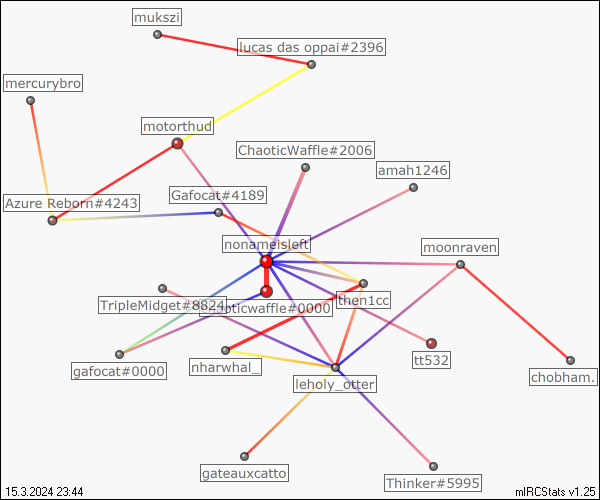 mukszi
lucas das oppai#2396
mercurybro
motorthud
ChaoticWaffle#2006
amah1246
Gafocat#4189
Azure Reborn#4243
nonameisleft
moonraven
then1cc
TripleMidget#8824
oticwaffle#0000
tt532
nharwhal_
gafocat#0000
chobham.
leholy_otter
gateauxcatto
Thinker#5995
15.3.2024 23:44
mIRCStats v1.25